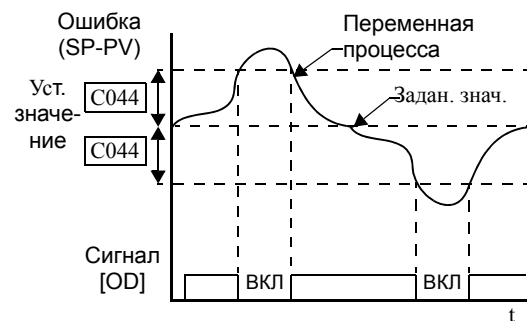 Ошибка
(SP-PV)
Переменная
процесса
Уст.
значе-
ние
C044
Задан. знач.
C044
Сигнал
[OD]
ВКЛ
ВКЛ
t